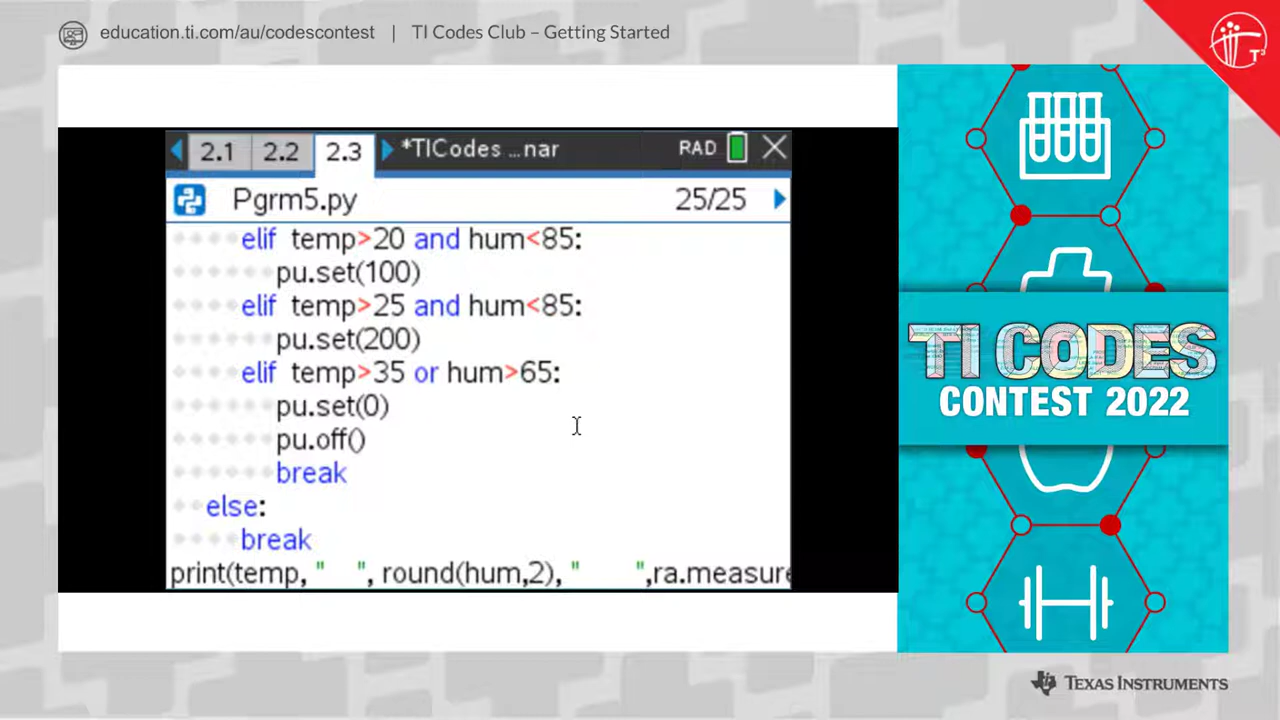 education.ti.com/au/codescontest | TI Codes Club – Getting Started
T³
2.1 2.2 2.3 *TICodes ...nar RAD
Pgrm5.py 25/25
elif temp>20 and hum<85:
pu.set(100)
elif temp>25 and hum<85:
pu.set(200)
elif temp>35 or hum>65:
pu.set(0)
pu.off()
break
else:
break
print(temp, " ", round(hum,2), " ",ra.measure
TI CODES
CONTEST 2022
TEXAS INSTRUMENTS